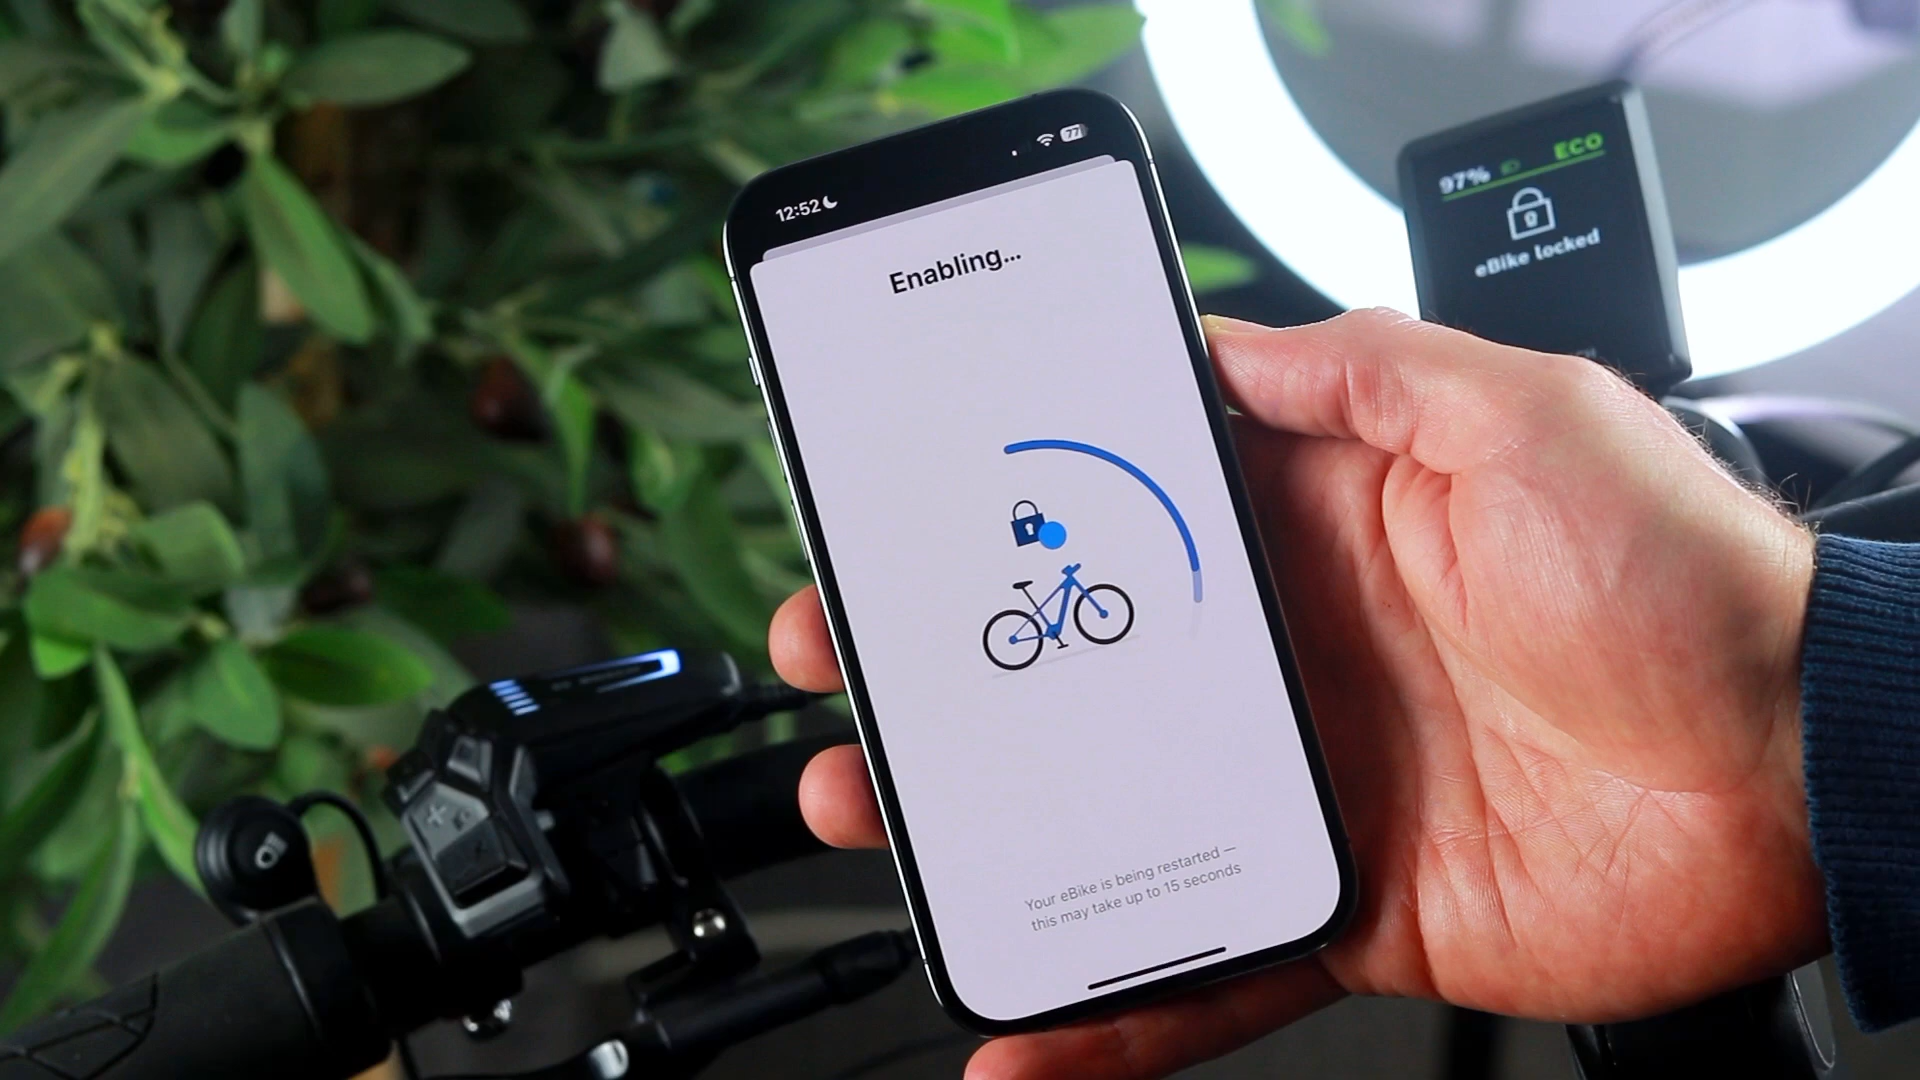 12:52
77
Enabling...
Your eBike is being restarted —
this may take up to 15 seconds
97%
ECO
eBike locked